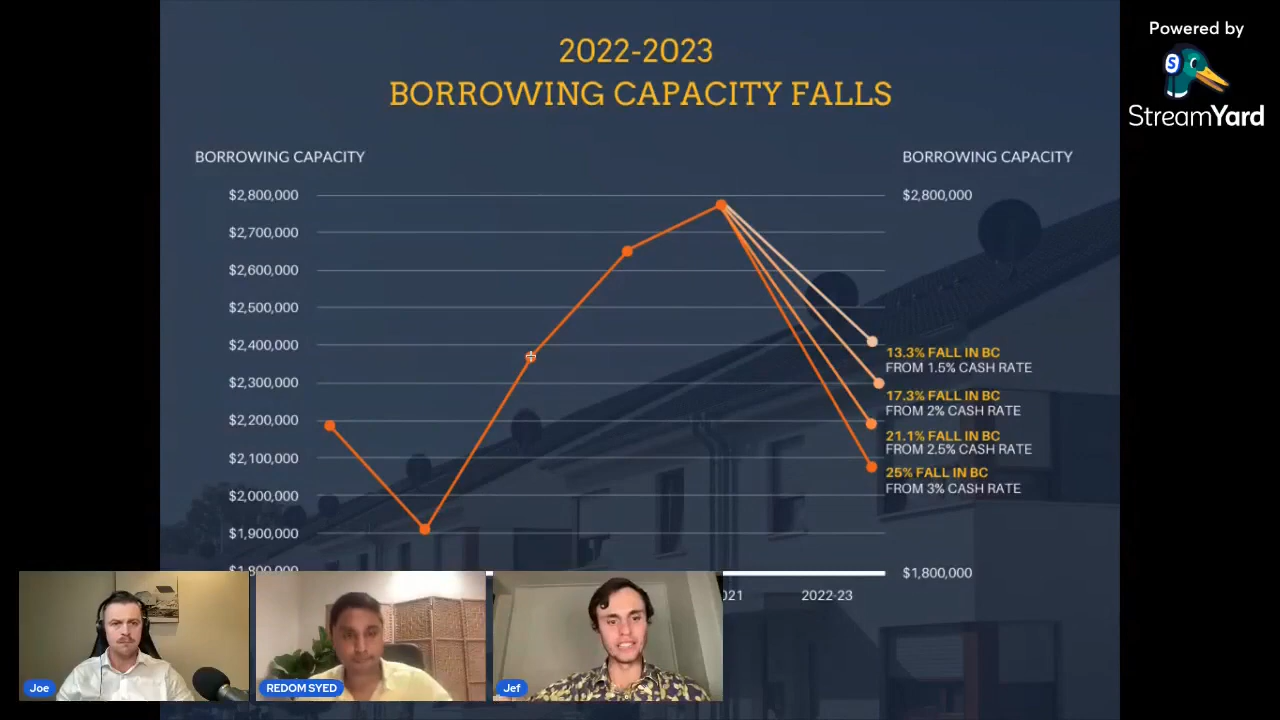 Powered by
StreamYard
2022-2023
BORROWING CAPACITY FALLS
BORROWING CAPACITY
BORROWING CAPACITY
$2,800,000
$2,800,000
$2,700,000
$2,600,000
$2,500,000
$2,400,000
$2,300,000
$2,200,000
$2,100,000
$2,000,000
$1,900,000
$1,800,000
$1,800,000
13.3% FALL IN BC
FROM 1.5% CASH RATE
17.3% FALL IN BC
FROM 2% CASH RATE
21.1% FALL IN BC
FROM 2.5% CASH RATE
25% FALL IN BC
FROM 3% CASH RATE
021
2022-23
Joe
REDOM SYED
Jef